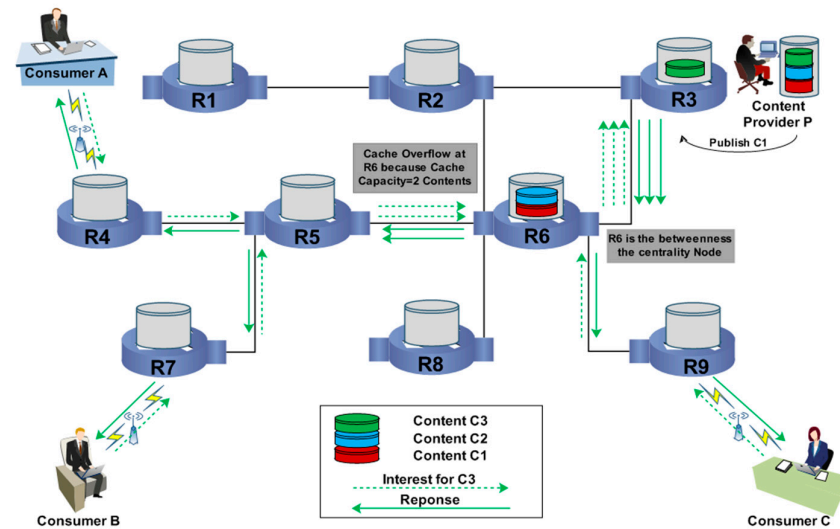 Consumer A
R1
R2
R3
Content
Provider P
Publish C1
Cache Overflow at
R6 because Cache
Capacity=2 Contents
R4
R5
R6
R6 is the betweenness
the centrality Node
R7
R8
R9
Content C3
Content C2
Content C1
Interest for C3
Reponse
Consumer B
Consumer C